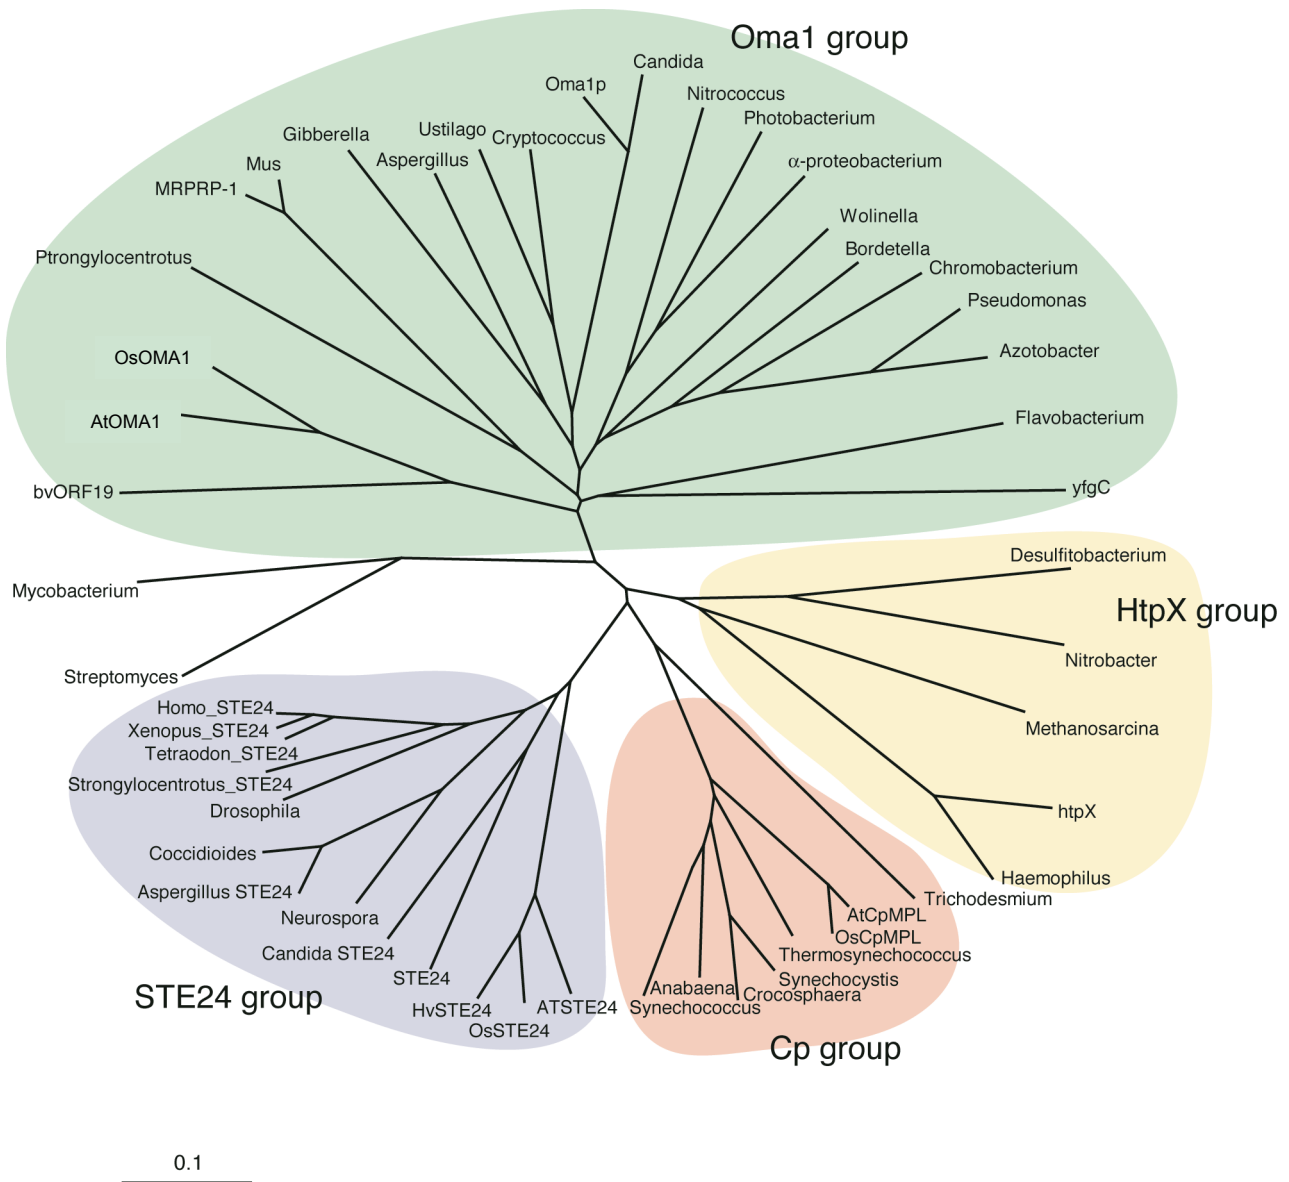 Oma1 group
Candida
Oma1p
Nitrococcus
Photobacterium
Ustilago
Cryptococcus
Gibberella
Aspergillus
α-proteobacterium
Mus
MRPRP-1
Wolinella
Bordetella
Ptrongylocentrotus
Chromobacterium
Pseudomonas
OsOMA1
Azotobacter
AtOMA1
Flavobacterium
bvORF19
yfgC
Desulfitobacterium
Mycobacterium
HtpX group
Nitrobacter
Streptomyces
Homo_STE24
Xenopus_STE24
Methanosarcina
Tetraodon_STE24
Strongylocentrotus_STE24
Drosophila
htpX
Coccidioides
Haemophilus
Aspergillus STE24
Trichodesmium
Neurospora
AtCpMPL
OsCpMPL
Candida STE24
Thermosynechococcus
STE24
Synechocystis
Anabaena
Crocosphaera
STE24 group
HvSTE24
ATSTE24
Synechococcus
OsSTE24
Cp group
0.1